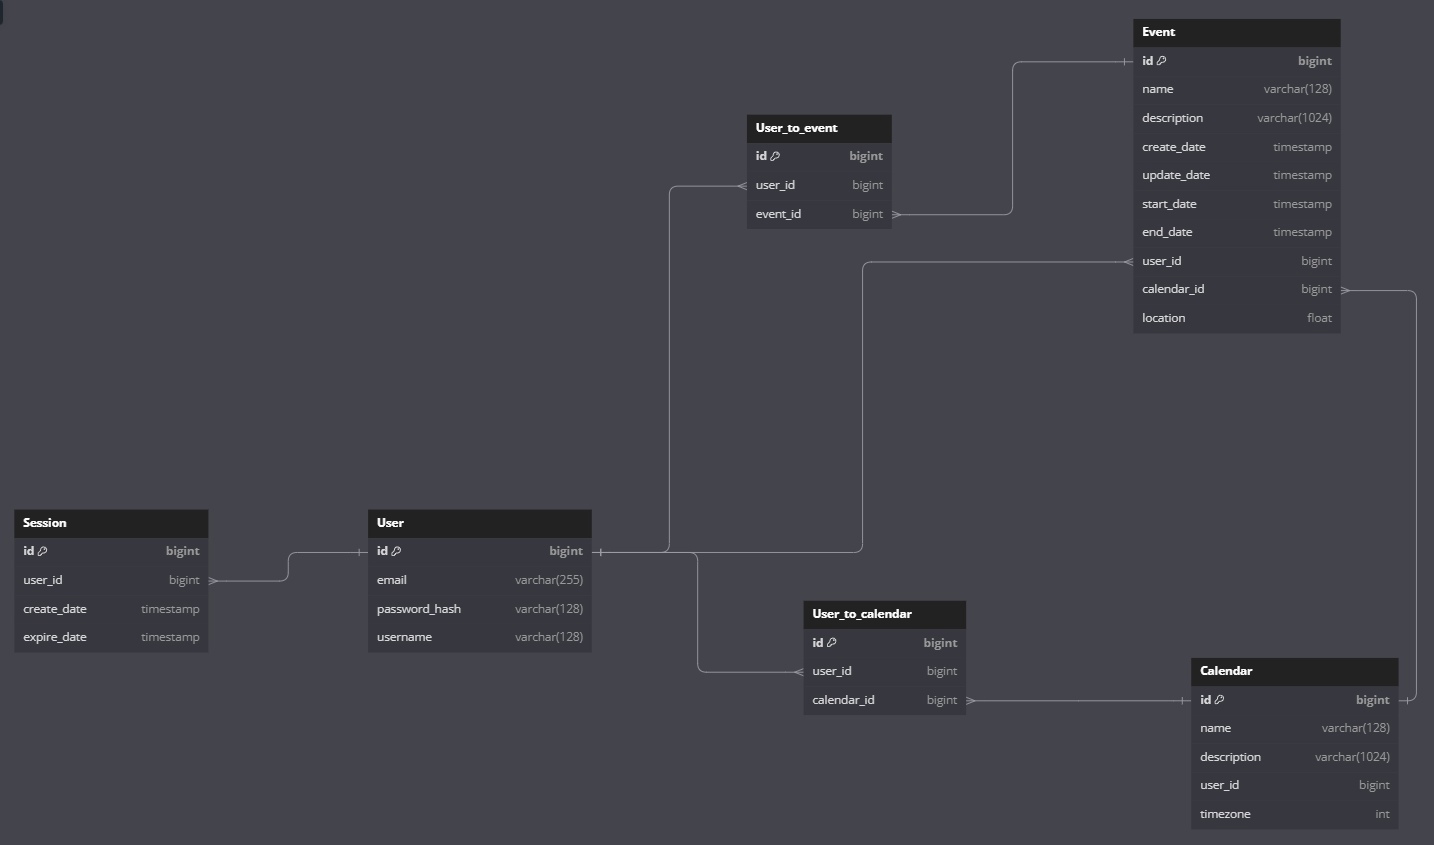 Event
id bigint
name varchar(128)
description varchar(1024)
create_date timestamp
update_date timestamp
start_date timestamp
end_date timestamp
user_id bigint
calendar_id bigint
location float
User_to_event
id bigint
user_id bigint
event_id bigint
Session
id bigint
user_id bigint
create_date timestamp
expire_date timestamp
User
id bigint
email varchar(255)
password_hash varchar(128)
username varchar(128)
User_to_calendar
id bigint
user_id bigint
calendar_id bigint
Calendar
id bigint
name varchar(128)
description varchar(1024)
user_id bigint
timezone int